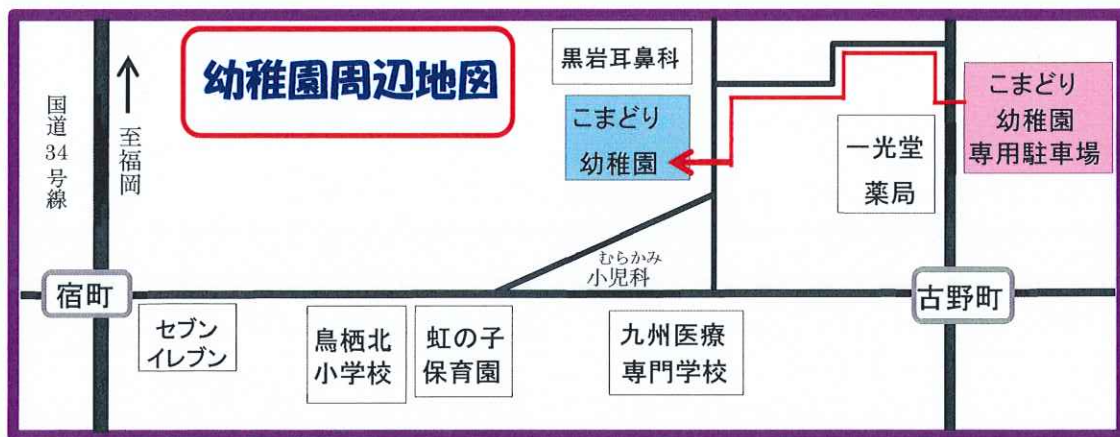 幼稚園周辺地図
国道34号線
至福岡
黒岩耳鼻科
こまどり
幼稚園
こまどり
幼稚園
専用駐車場
一光堂
薬局
むらかみ
小児科
宿町
古野町
セブン
イレブン
鳥栖北
小学校
虹の子
保育園
九州医療
専門学校